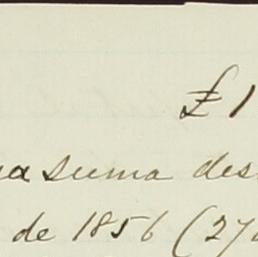 £ 1
a suma des
de 1856 (27